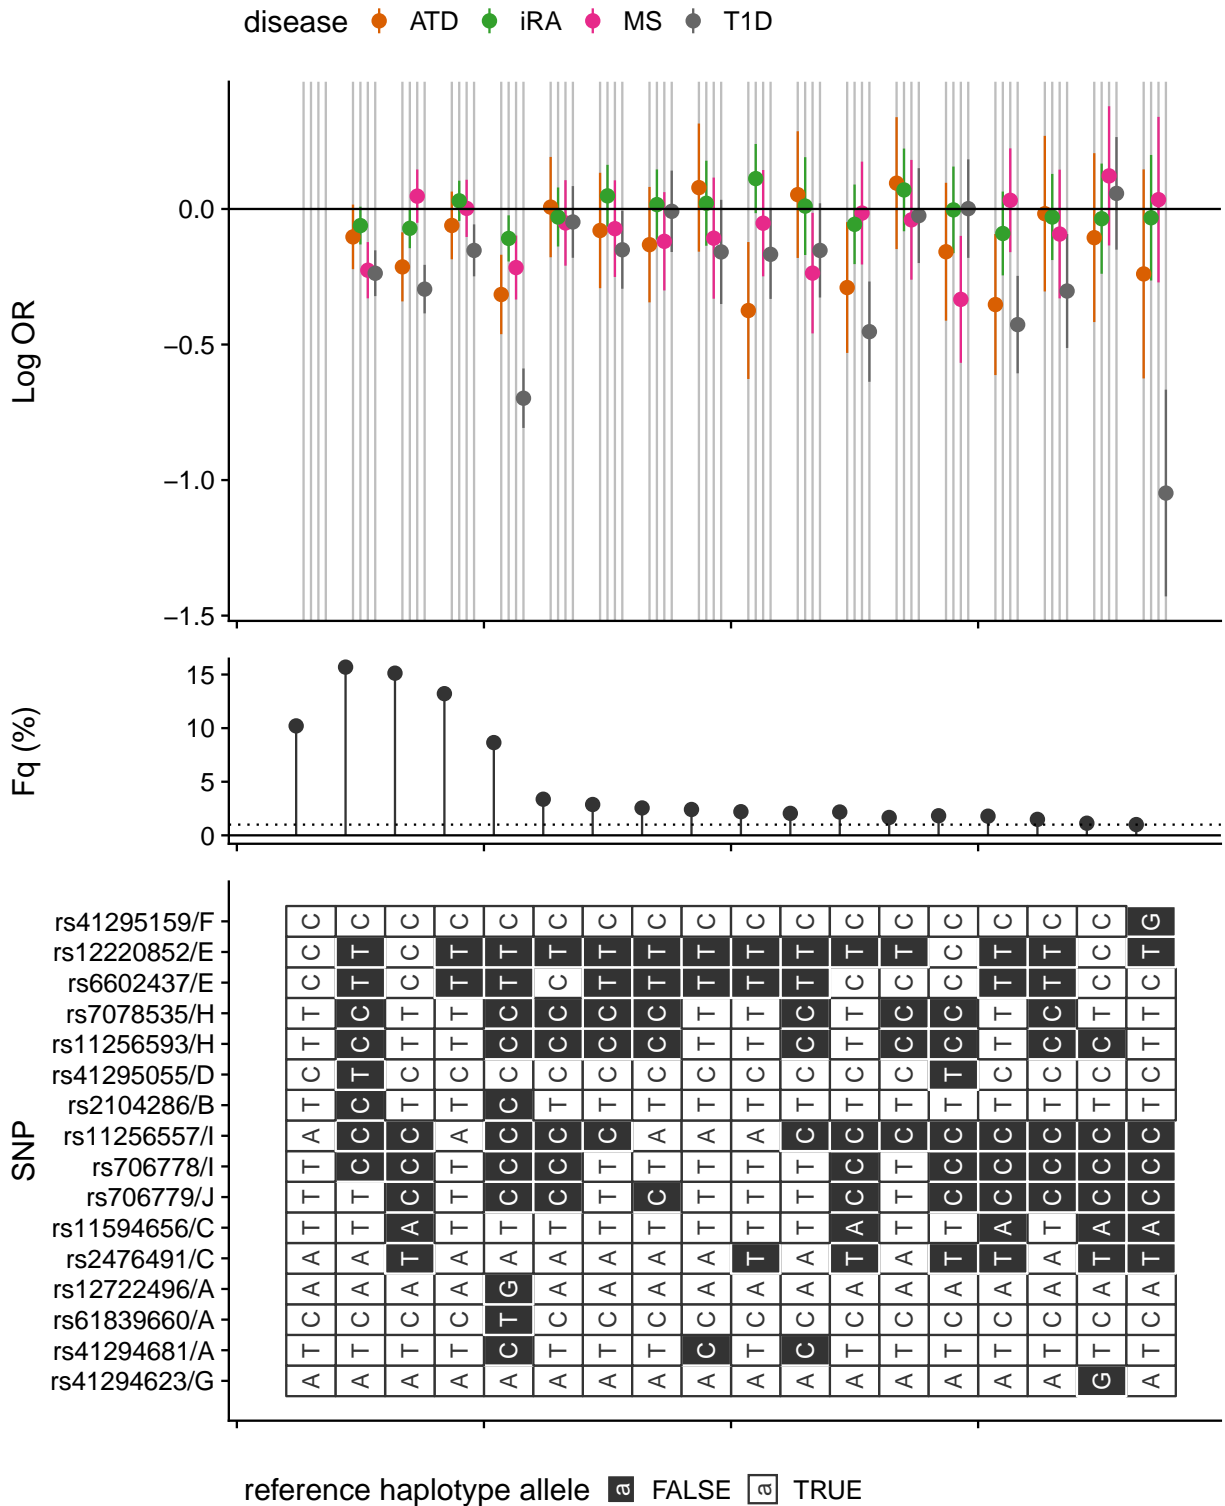 disease ATD iRA MS T1D
Log OR
0.0
−0.5
−1.0
−1.5
Fq (%)
15
10
5
0
SNP
rs41295159/F C C C C C C C C C C C C C C C C C G
rs12220852/E C T C T T T T T T T T T T C T T C T
rs6602437/E C T C T T C T T T T T C C C T T C C
rs7078535/H T C T T C C C C T T C T C C T C T T
rs11256593/H T C T T C C C C T T C T C C T C C T
rs41295055/D C T C C C C C C C C C C C T C C C C
rs2104286/B T C T T C T T T T T T T T T T T T T
rs11256557/I A C C A C C C A A A C C C C C C C C
rs706778/I T C C T C C T T T T T C T C C C C C
rs706779/J T T C T C C T C T T T C T C C C C C
rs11594656/C T T A T T T T T T T T A T T A T A A
rs2476491/C A A T A A A A A A T A T A T T A T T
rs12722496/A A A A A G A A A A A A A A A A A A A
rs61839660/A C C C C T C C C C C C C C C C C C C
rs41294681/A T T T T C T T T C T C T T T T T T T
rs41294623/G A A A A A A A A A A A A A A A A G A
reference haplotype allele a FALSE a TRUE